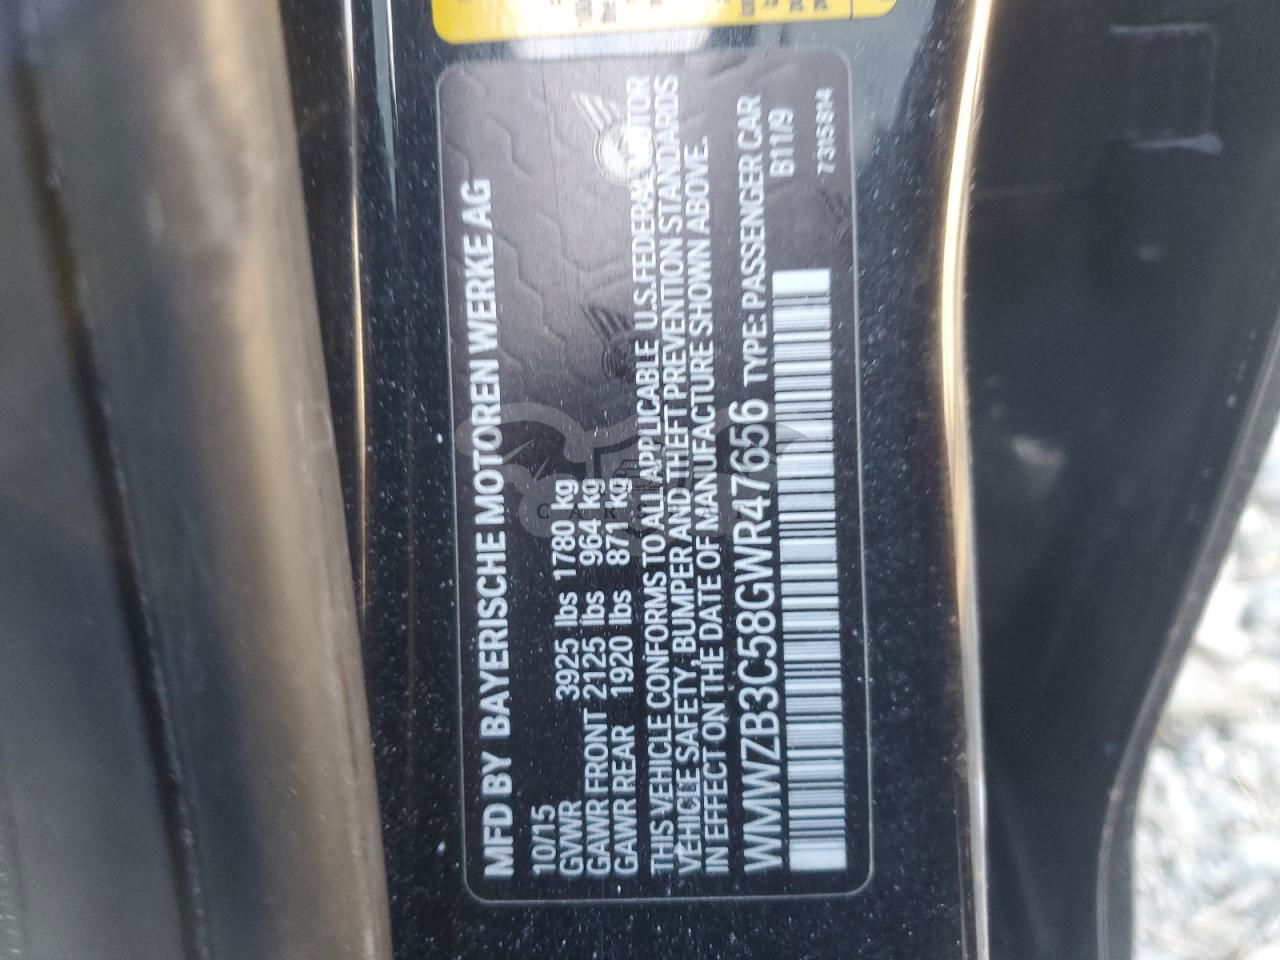 MFD BY BAYERISCHE MOTOREN WERKE AG
10/15
GVWR 3925 lbs 1780 kg
GAWR FRONT 2125 lbs 964 kg
GAWR REAR 1920 lbs 871 kg
THIS VEHICLE CONFORMS TO ALL APPLICABLE U.S. FEDERAL MOTOR
VEHICLE SAFETY, BUMPER AND THEFT PREVENTION STANDARDS
IN EFFECT ON THE DATE OF MANUFACTURE SHOWN ABOVE.
WMWZB3C58GWR47656 TYPE: PASSENGER CAR
B11/9
7315814